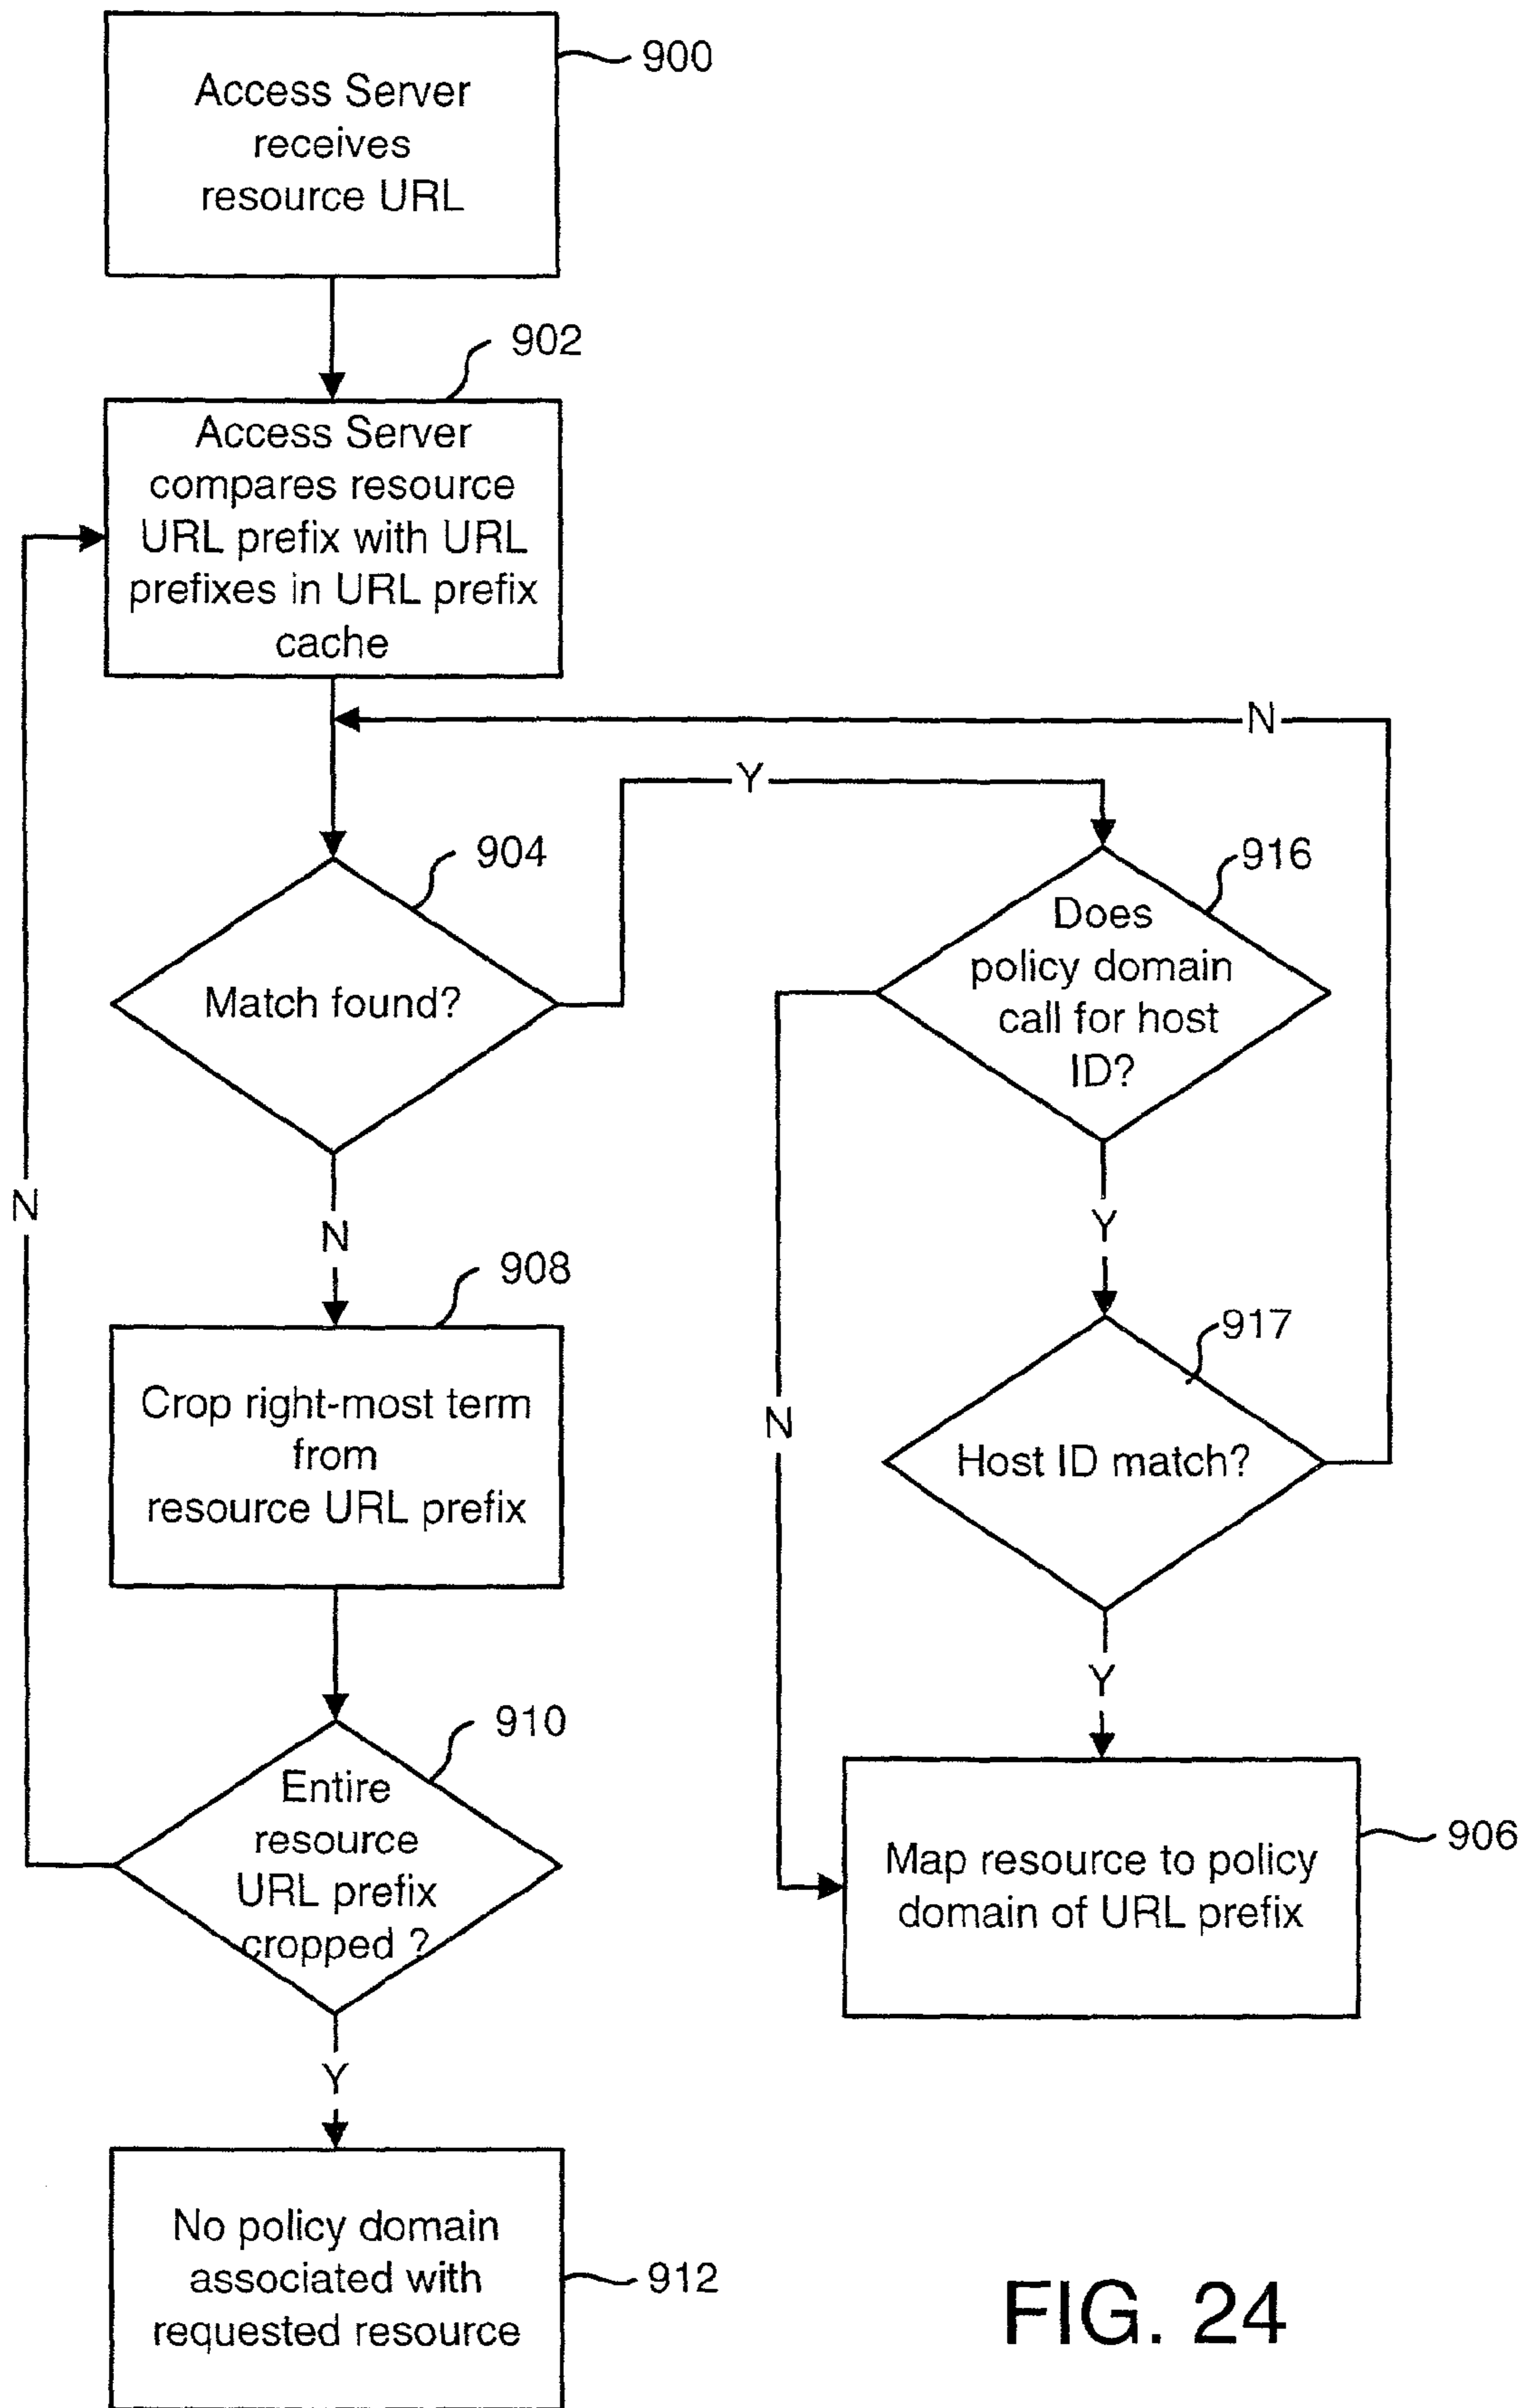 900
Access Server
receives
resource URL
902
Access Server
compares resource
URL prefix with URL
prefixes in URL prefix
cache
N
Y
904
Match found?
916
Does
policy domain
call for host
ID?
N
N
Y
908
Crop right-most term
from
resource URL prefix
N
917
Host ID match?
Y
910
Entire
resource
URL prefix
cropped ?
906
Map resource to policy
domain of URL prefix
Y
No policy domain
associated with
requested resource
912
FIG. 24